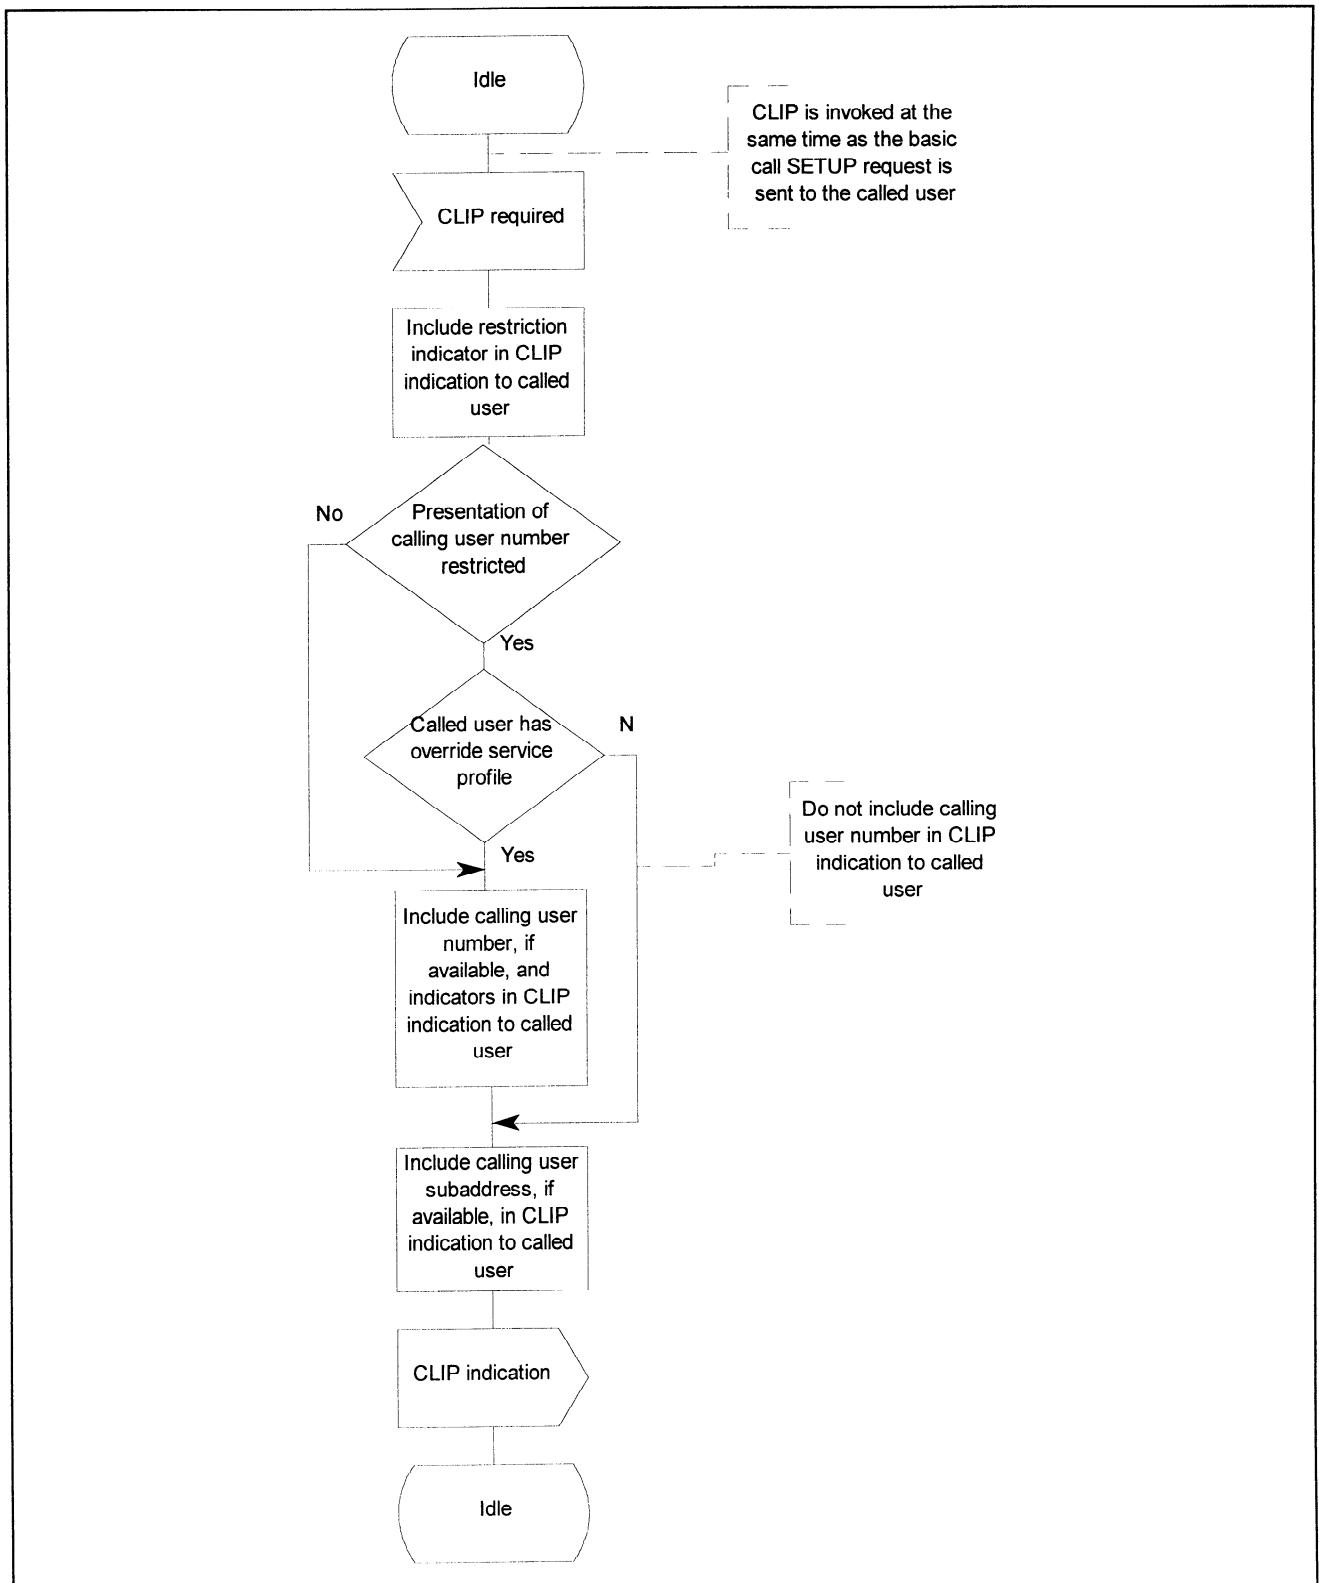 Idle
CLIP is invoked at the
same time as the basic
call SETUP request is
sent to the called user
CLIP required
Include restriction
indicator in CLIP
indication to called
user
No
Presentation of
calling user number
restricted
Yes
Called user has
override service
profile
N
Yes
Do not include calling
user number in CLIP
indication to called
user
Include calling user
number, if
available, and
indicators in CLIP
indication to called
user
Include calling user
subaddress, if
available, in CLIP
indication to called
user
CLIP indication
Idle